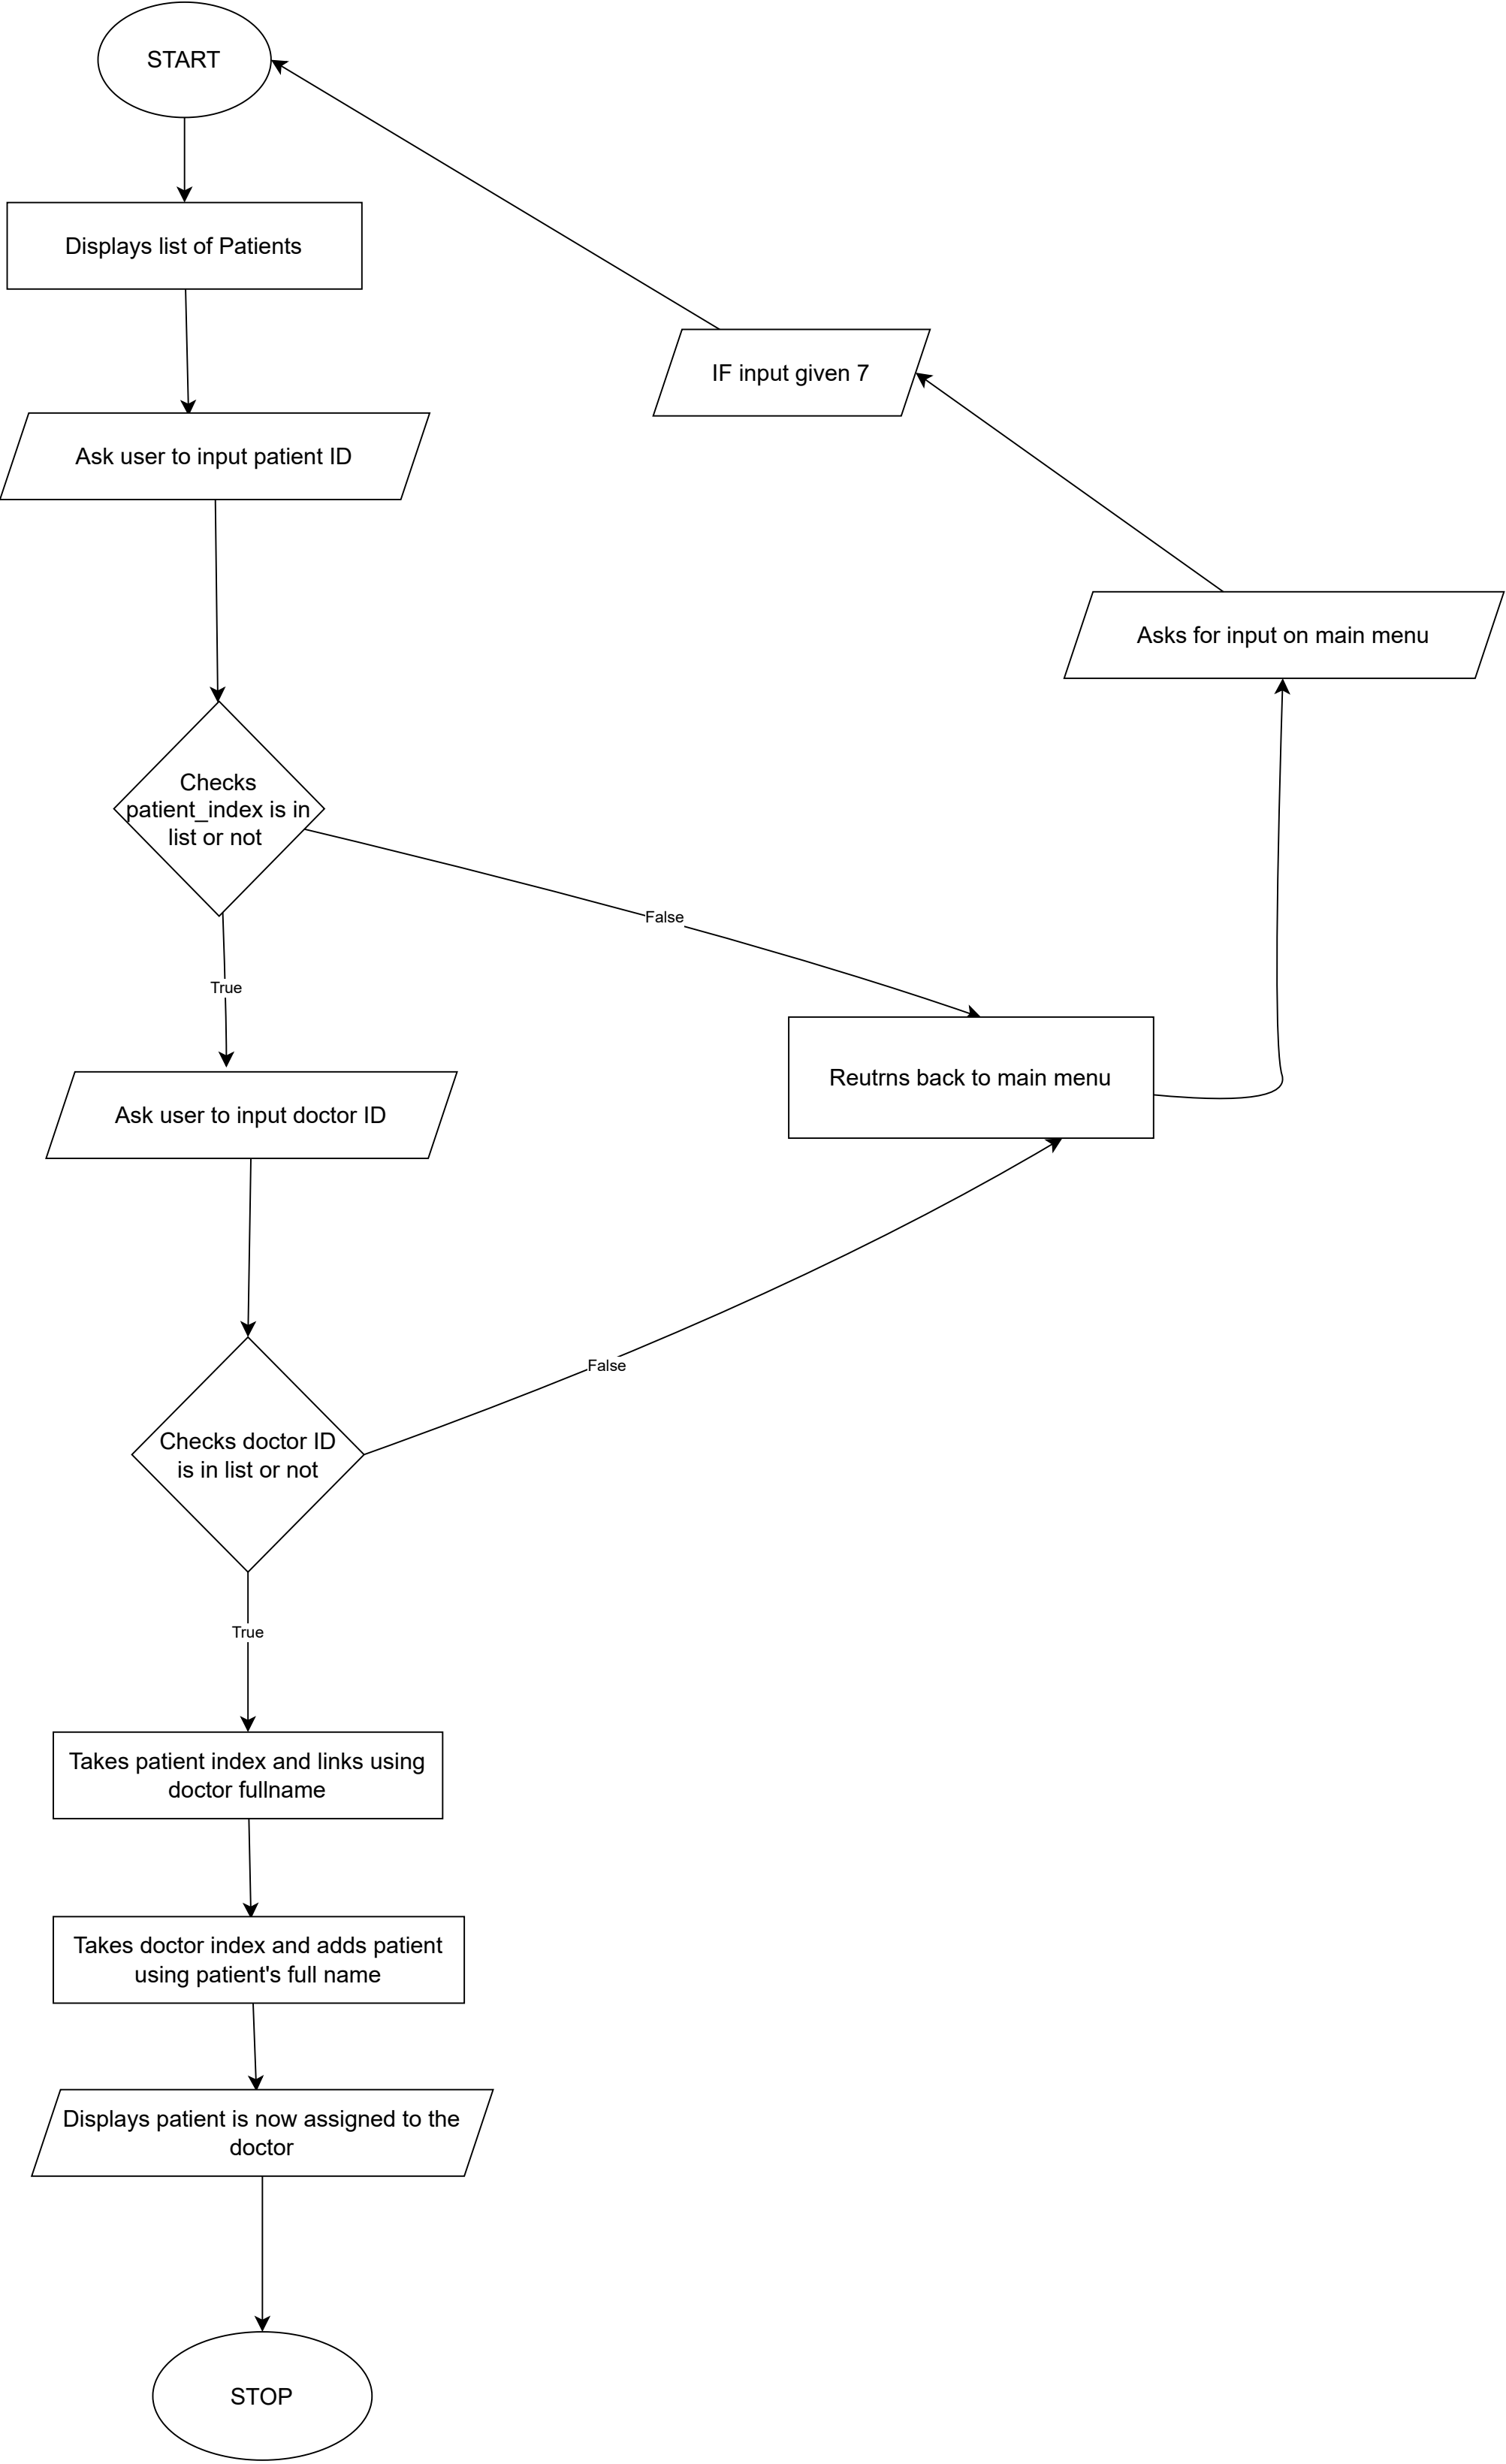 START
Displays list of Patients
IF input given 7
Ask user to input patient ID
Asks for input on main menu
Checks
patient_index is in
list or not
False
True
Reutrns back to main menu
Ask user to input doctor ID
False
Checks doctor ID
is in list or not
True
Takes patient index and links using
doctor fullname
Takes doctor index and adds patient
using patient's full name
Displays patient is now assigned to the
doctor
STOP